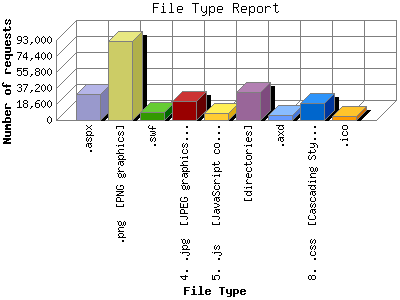 File Type Report
Number of requests
93,000
74,400
55,800
37,200
18,600
0
.aspx
.png [PNG graphics]
.swf
4. .jpg [JPEG graphics...
5. .js [JavaScript co...
[directories]
.axd
8. .css [Cascading Sty...
.ico
File Type